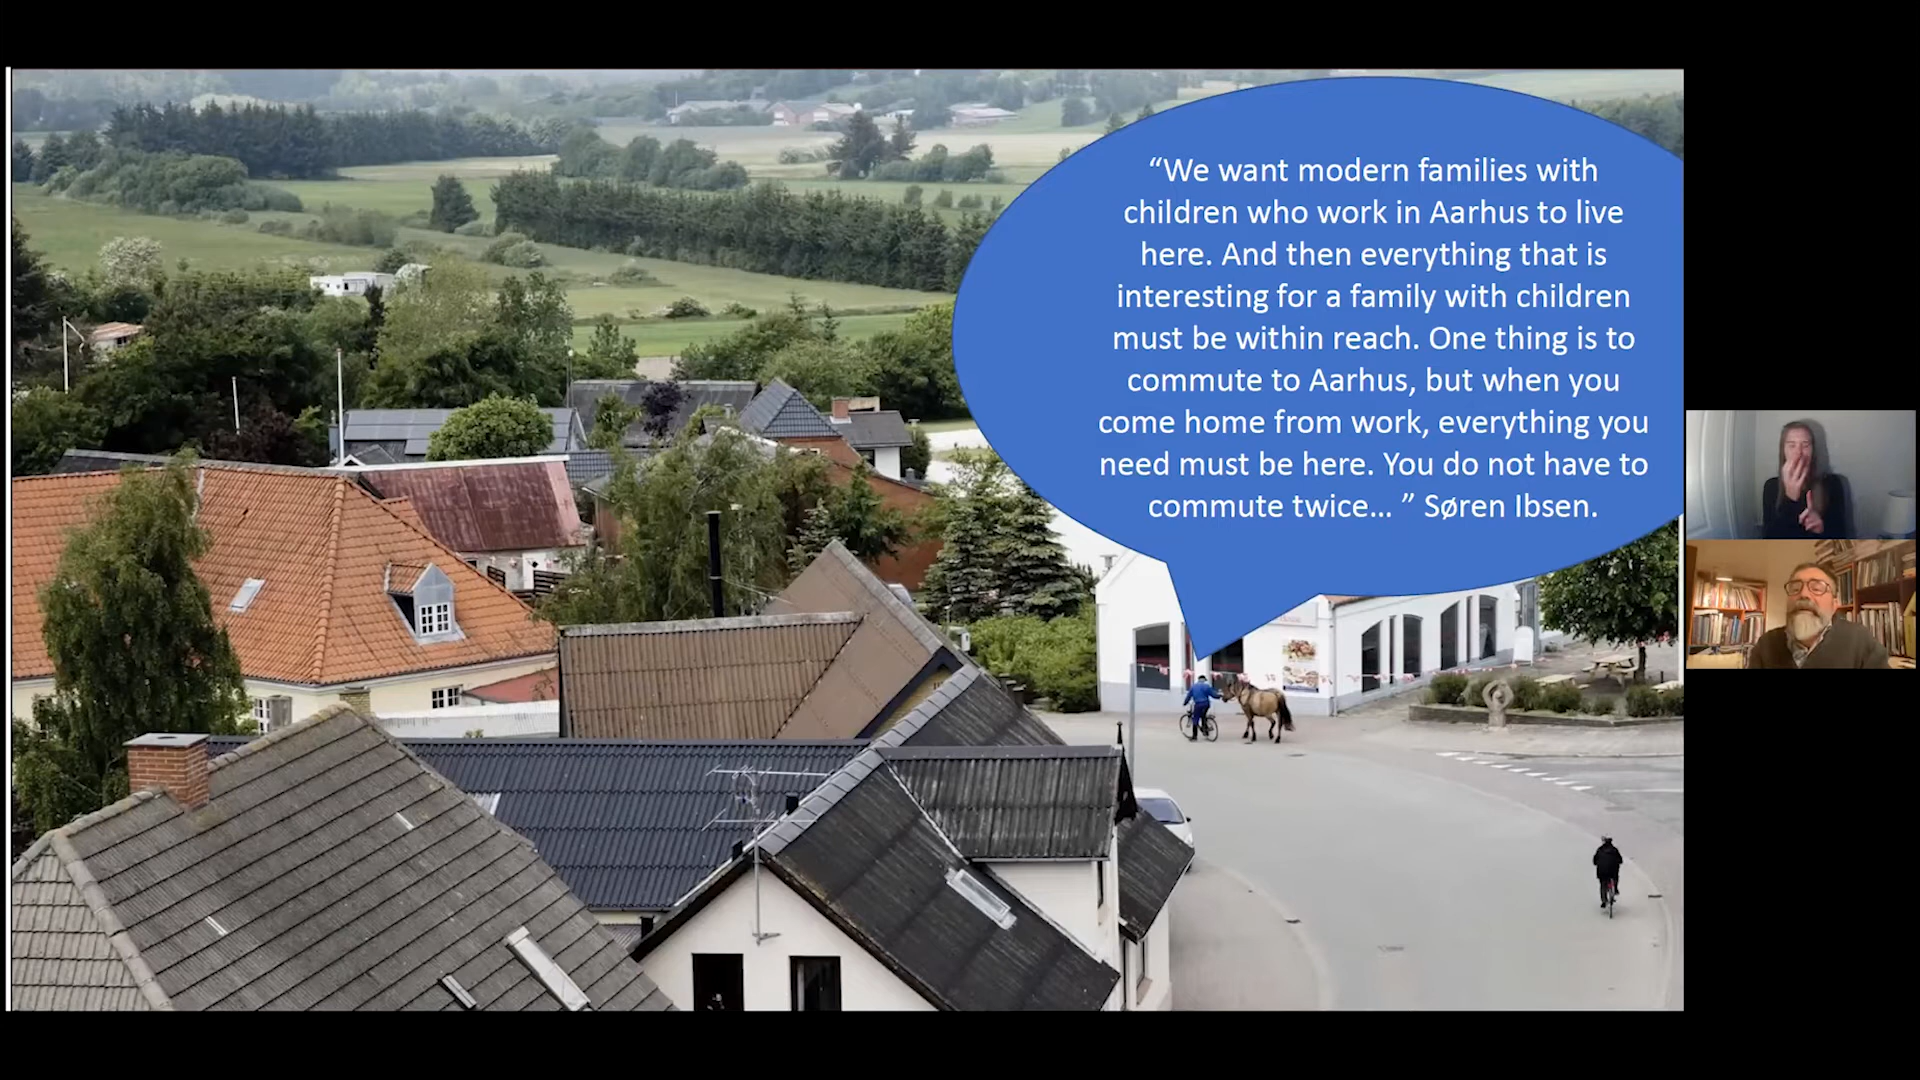 “We want modern families with
children who work in Aarhus to live
here. And then everything that is
interesting for a family with children
must be within reach. One thing is to
commute to Aarhus, but when you
come home from work, everything you
need must be here. You do not have to
commute twice… ” Søren Ibsen.